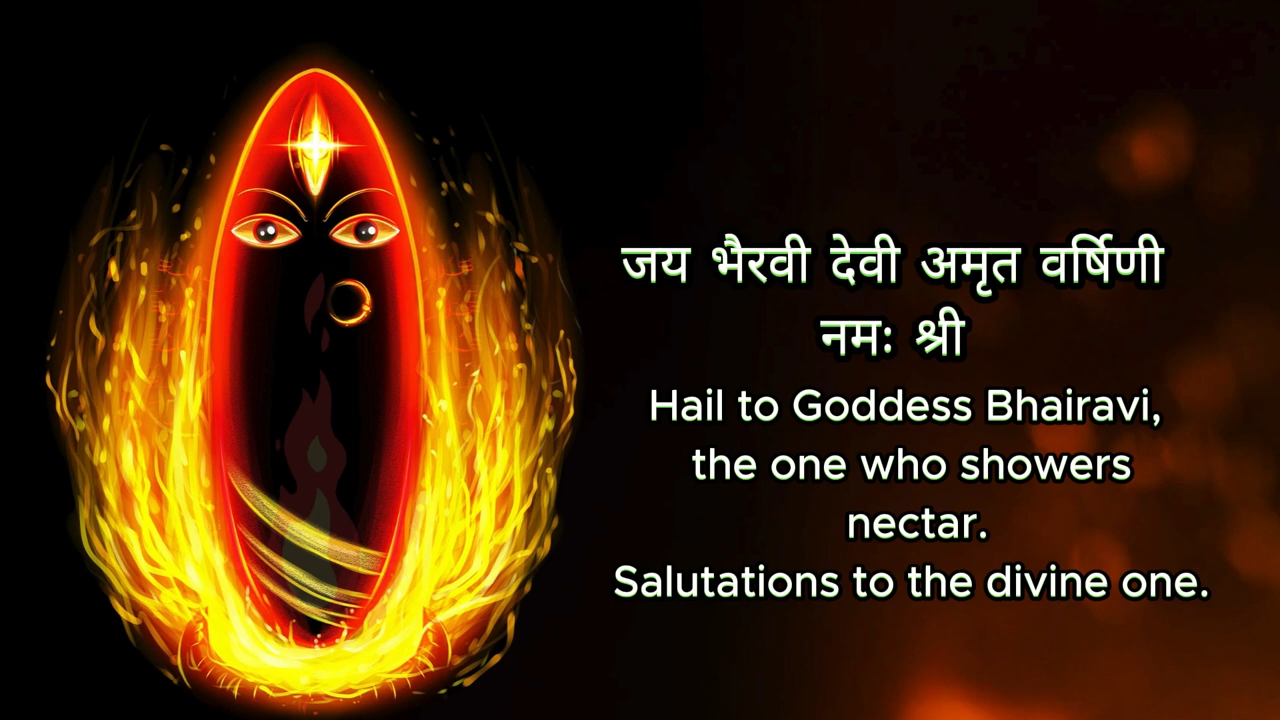 जय भैरवी देवी अमृत वर्षिणी
नमः श्री
Hail to Goddess Bhairavi,
the one who showers
nectar.
Salutations to the divine one.